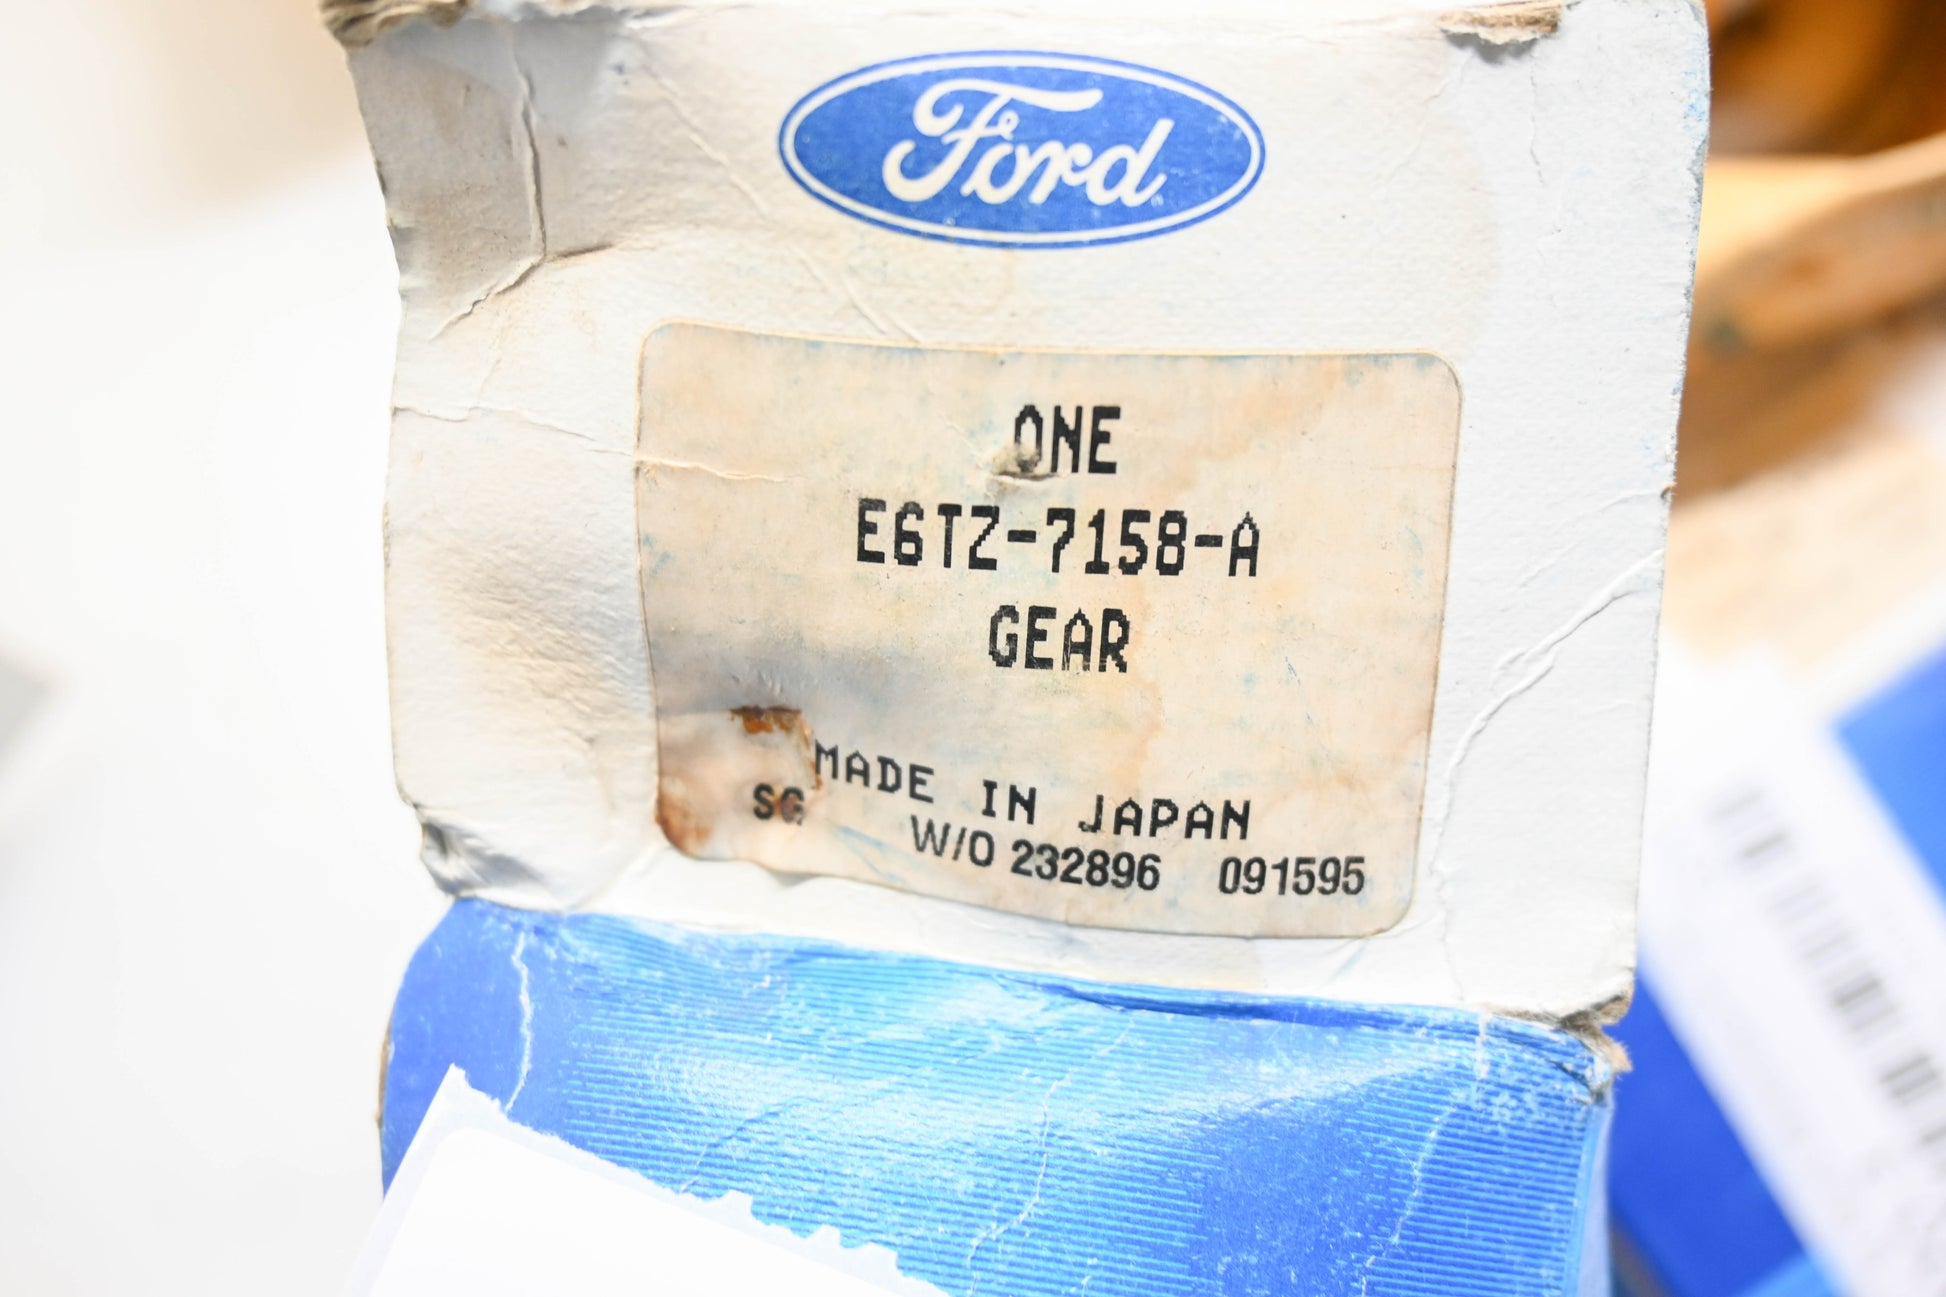 Ford
ONE
E6TZ-7158-A
GEAR
MADE IN JAPAN
SG
W/O 232896 091595